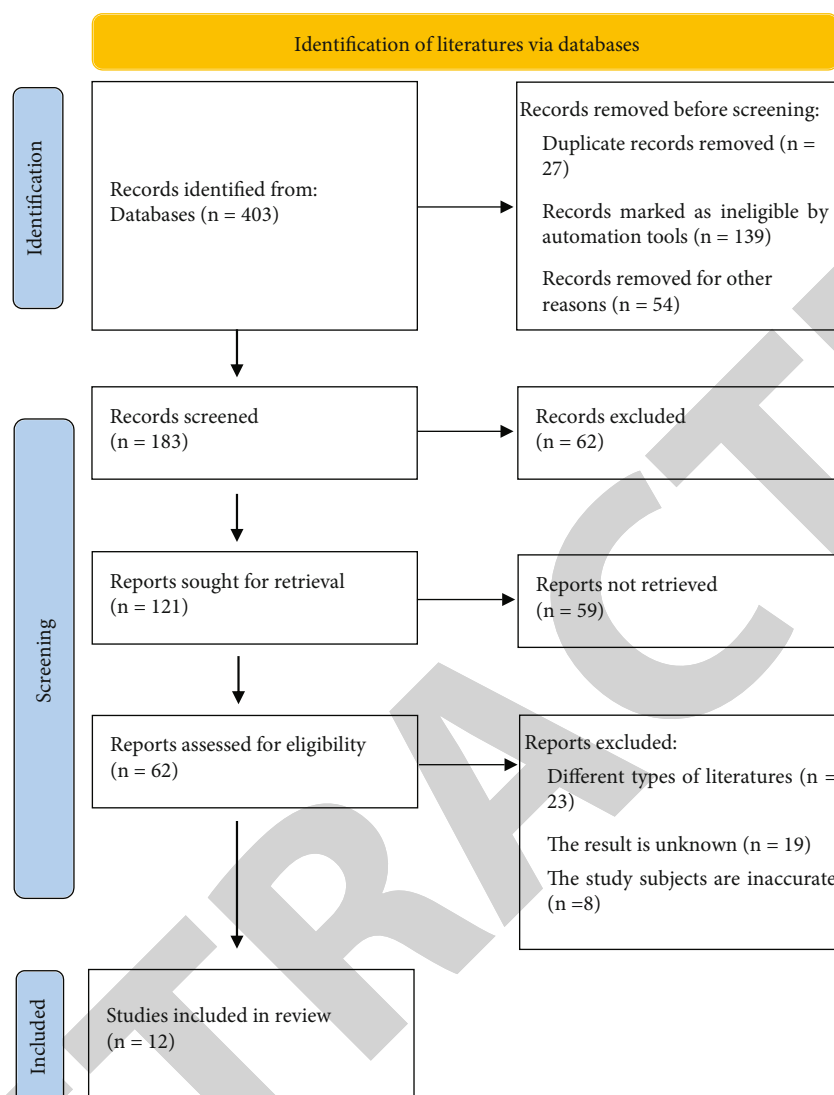 Identification of literatures via databases
Identification
Records identified from:
Databases (n = 403)
Records removed before screening:
Duplicate records removed (n =
27)
Records marked as ineligible by
automation tools (n = 139)
Records removed for other
reasons (n = 54)
Screening
Records screened
(n = 183)
Records excluded
(n = 62)
Reports sought for retrieval
(n = 121)
Reports not retrieved
(n = 59)
Reports assessed for eligibility
(n = 62)
Reports excluded:
Different types of literatures (n =
23)
The result is unknown (n = 19)
The study subjects are inaccurate
(n =8)
Included
Studies included in review
(n = 12)
TRACT